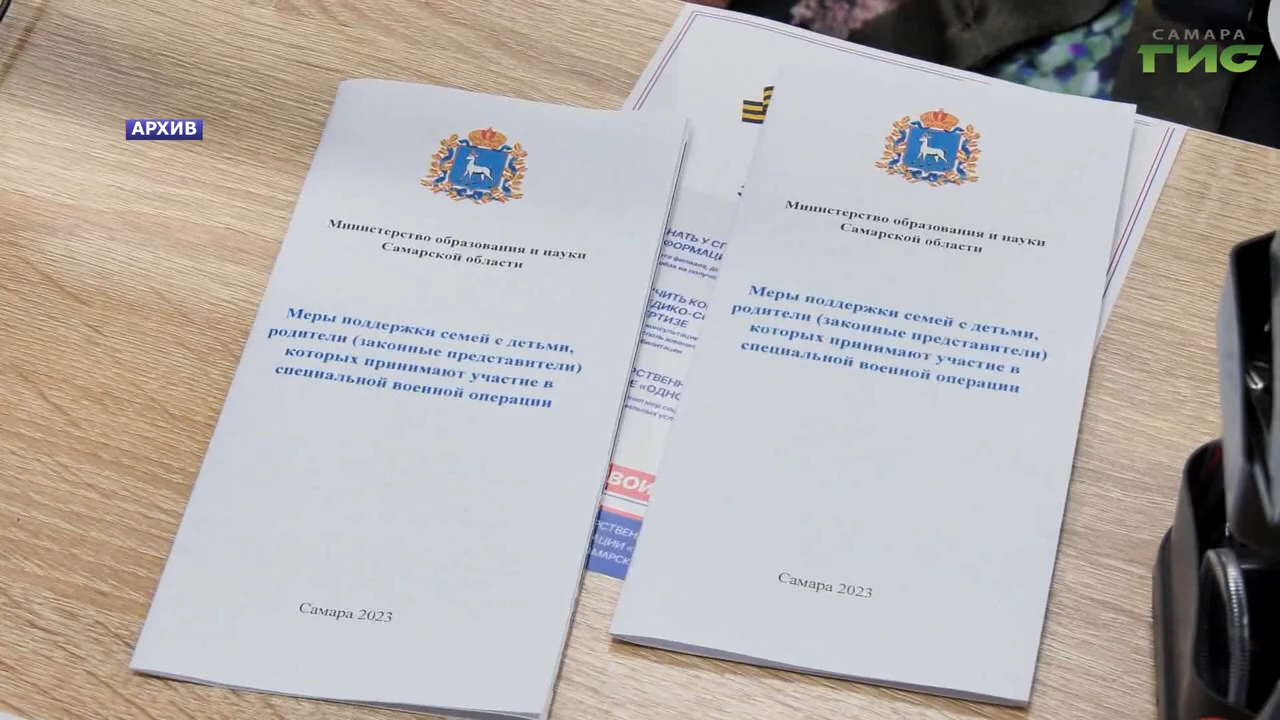 САМАРА
ГИС
АРХИВ
Министерство образования и науки
Самарской области
Меры поддержки семей с детьми,
родители (законные представители)
которых принимают участие в
специальной военной операции
Самара 2023
Министерство образования и науки
Самарской области
Меры поддержки семей с детьми,
родители (законные представители)
которых принимают участие в
специальной военной операции
Самара 2023